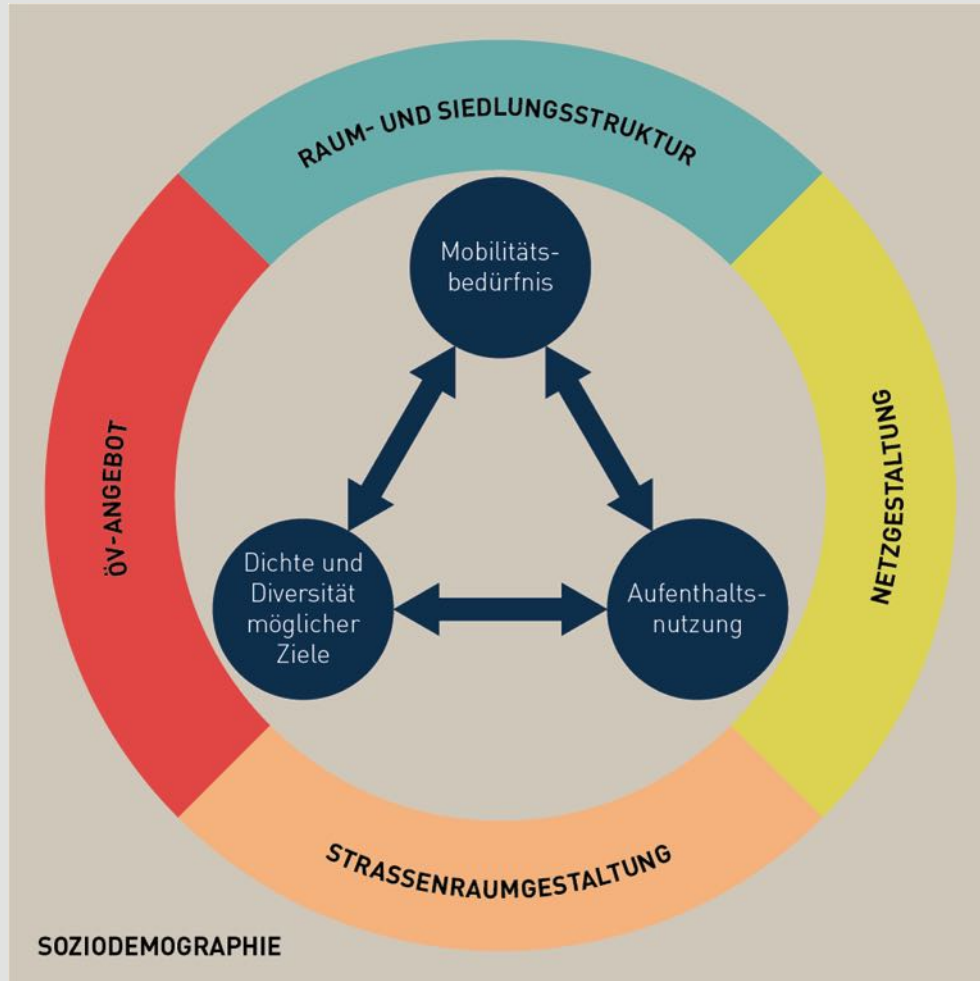 RAUM- UND SIEDLUNGSSTRUKTUR
Mobilitäts-
bedürfnis
ÖV-ANGEBOT
NETZGESTALTUNG
Dichte und
Diversität
möglicher
Ziele
Aufenthalts-
nutzung
STRASSENRAUMGESTALTUNG
SOZIODEMOGRAPHIE